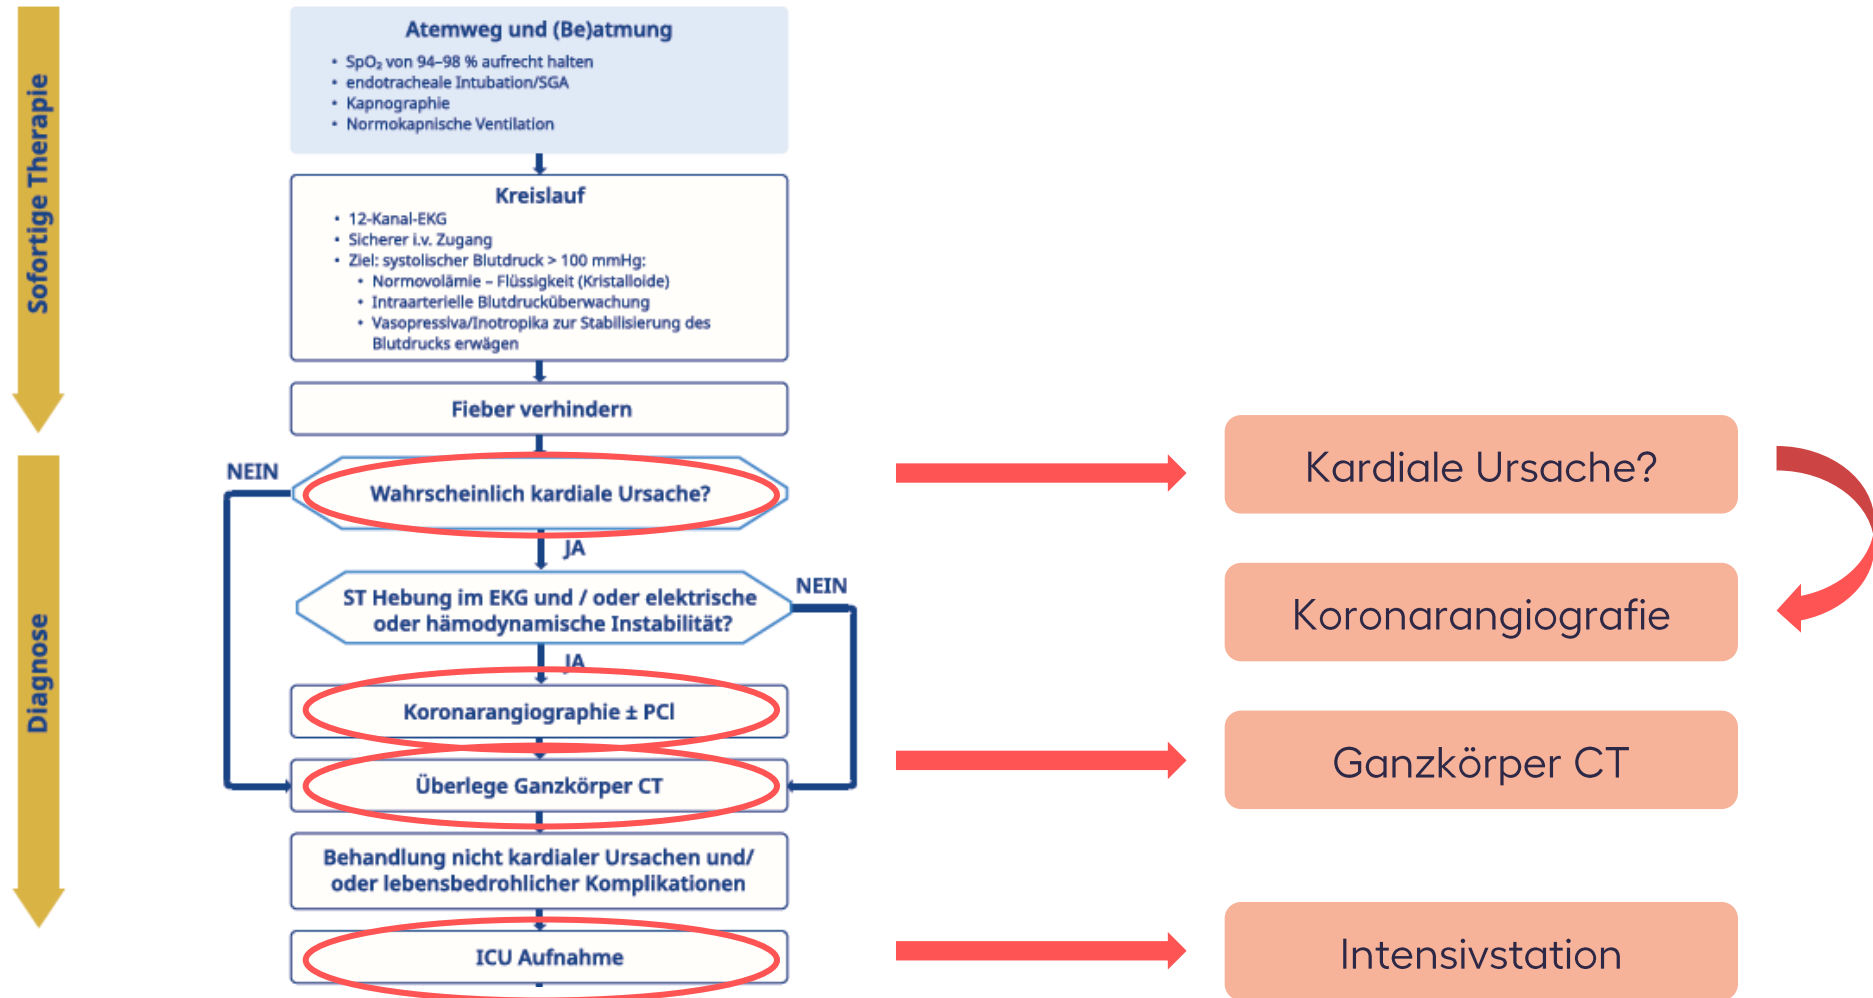 Sofortige Therapie
Atemweg und (Be)atmung
• SpO₂ von 94–98 % aufrecht halten
• endotracheale Intubation/SGA
• Kapnographie
• Normokapnische Ventilation
Kreislauf
• 12-Kanal-EKG
• Sicherer i.v. Zugang
• Ziel: systolischer Blutdruck > 100 mmHg:
• Normovolämie – Flüssigkeit (Kristalloide)
• Intraarterielle Blutdrucküberwachung
• Vasopressiva/Inotropika zur Stabilisierung des
Blutdrucks erwägen
Fieber verhindern
Diagnose
NEIN
Wahrscheinlich kardiale Ursache?
JA
ST Hebung im EKG und / oder elektrische
oder hämodynamische Instabilität?
NEIN
JA
Koronarangiographie ± PCI
Überlege Ganzkörper CT
Behandlung nicht kardialer Ursachen und/
oder lebensbedrohlicher Komplikationen
ICU Aufnahme
Kardiale Ursache?
Koronarangiografie
Ganzkörper CT
Intensivstation